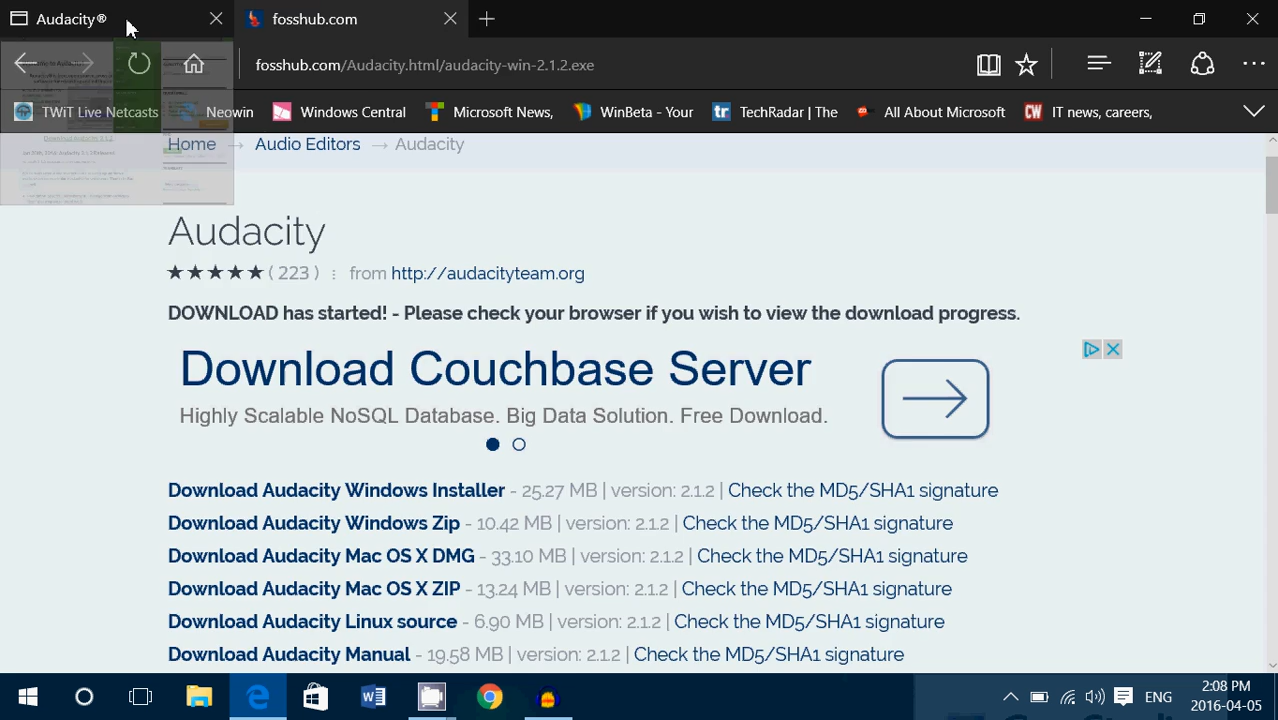 Audacity®
fosshub.com
fosshub.com/Audacity.html/audacity-win-2.1.2.exe
TWiT Live Netcasts
Neowin
Windows Central
Microsoft News,
WinBeta - Your
tr TechRadar | The
All About Microsoft
CW IT news, careers,
Home → Audio Editors → Audacity
Audacity
★★★★★ ( 223 ) ⋮ from http://audacityteam.org
DOWNLOAD has started! - Please check your browser if you wish to view the download progress.
Download Couchbase Server
Highly Scalable NoSQL Database. Big Data Solution. Free Download.
Download Audacity Windows Installer - 25.27 MB | version: 2.1.2 | Check the MD5/SHA1 signature
Download Audacity Windows Zip - 10.42 MB | version: 2.1.2 | Check the MD5/SHA1 signature
Download Audacity Mac OS X DMG - 33.10 MB | version: 2.1.2 | Check the MD5/SHA1 signature
Download Audacity Mac OS X ZIP - 13.24 MB | version: 2.1.2 | Check the MD5/SHA1 signature
Download Audacity Linux source - 6.90 MB | version: 2.1.2 | Check the MD5/SHA1 signature
Download Audacity Manual - 19.58 MB | version: 2.1.2 | Check the MD5/SHA1 signature
ENG
2:08 PM
2016-04-05